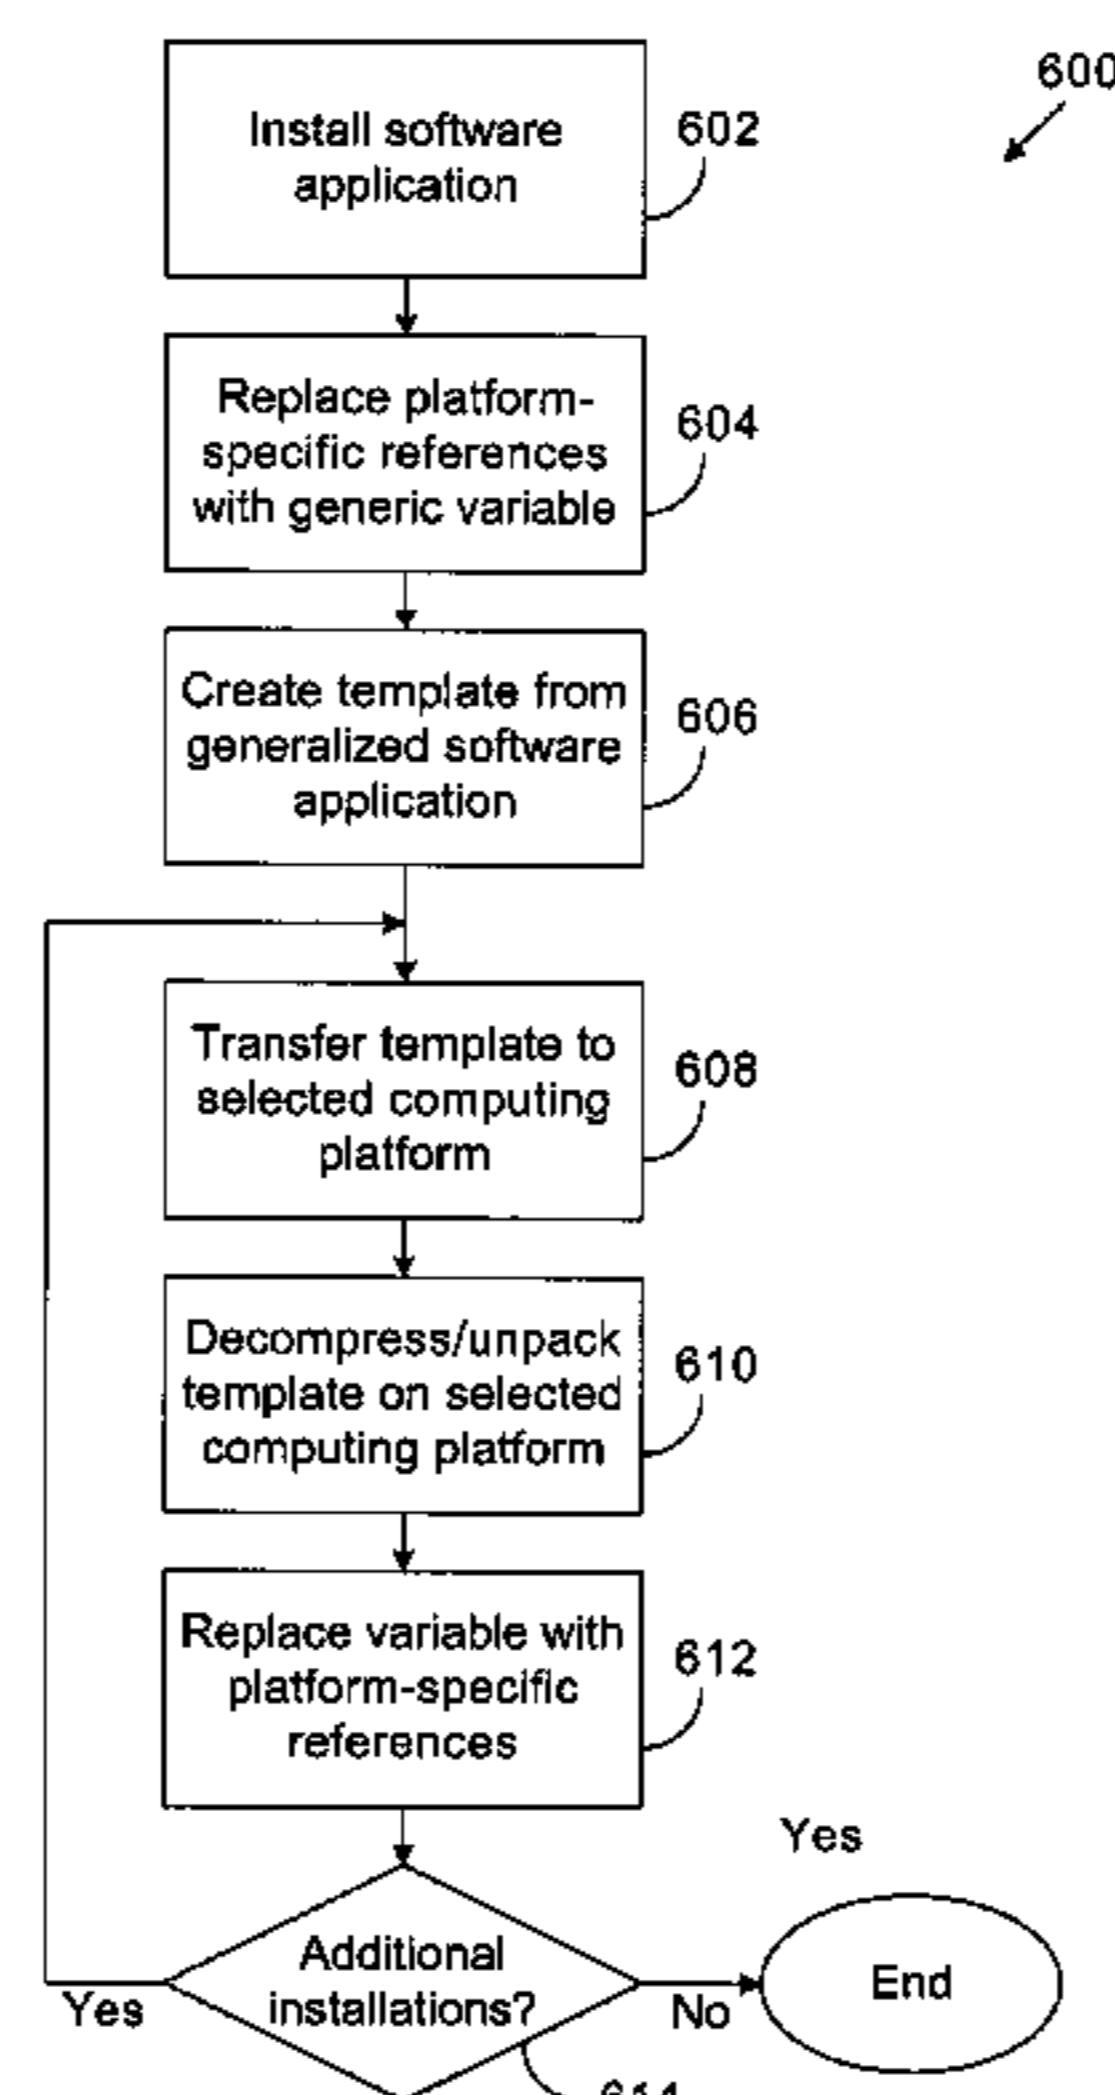 600
Install software
application
602
Replace platform-
specific references
with generic variable
604
Create template from
generalized software
application
606
Transfer template to
selected computing
platform
608
Decompress/unpack
template on selected
computing platform
610
Replace variable with
platform-specific
references
612
Yes
Additional
installations?
Yes
No
End